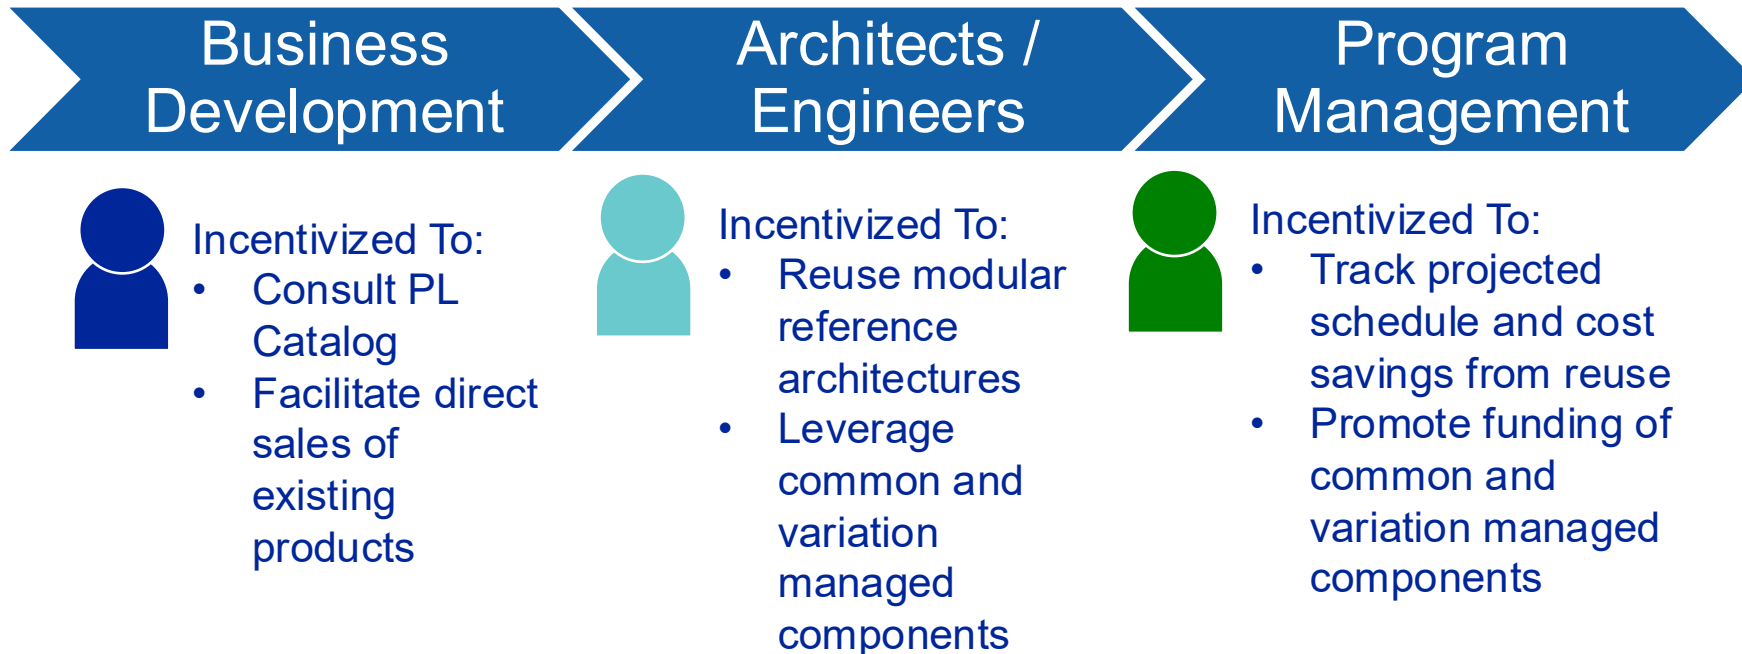 Business
Development
Architects /
Engineers
Program
Management
Incentivized To:
• Consult PL
Catalog
• Facilitate direct
sales of
existing
products
Incentivized To:
• Reuse modular
reference
architectures
• Leverage
common and
variation
managed
components
Incentivized To:
• Track projected
schedule and cost
savings from reuse
• Promote funding of
common and
variation managed
components